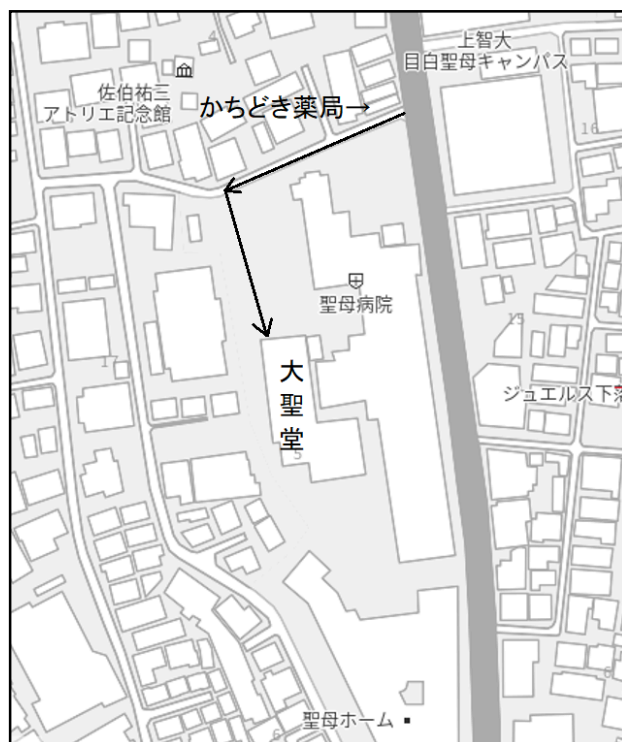 上智大
目白聖母キャンパス
佐伯祐三
アトリエ記念館
かちどき薬局→
16
聖母病院
15
ジュエルス下落
17
大聖堂
5
聖母ホーム
6